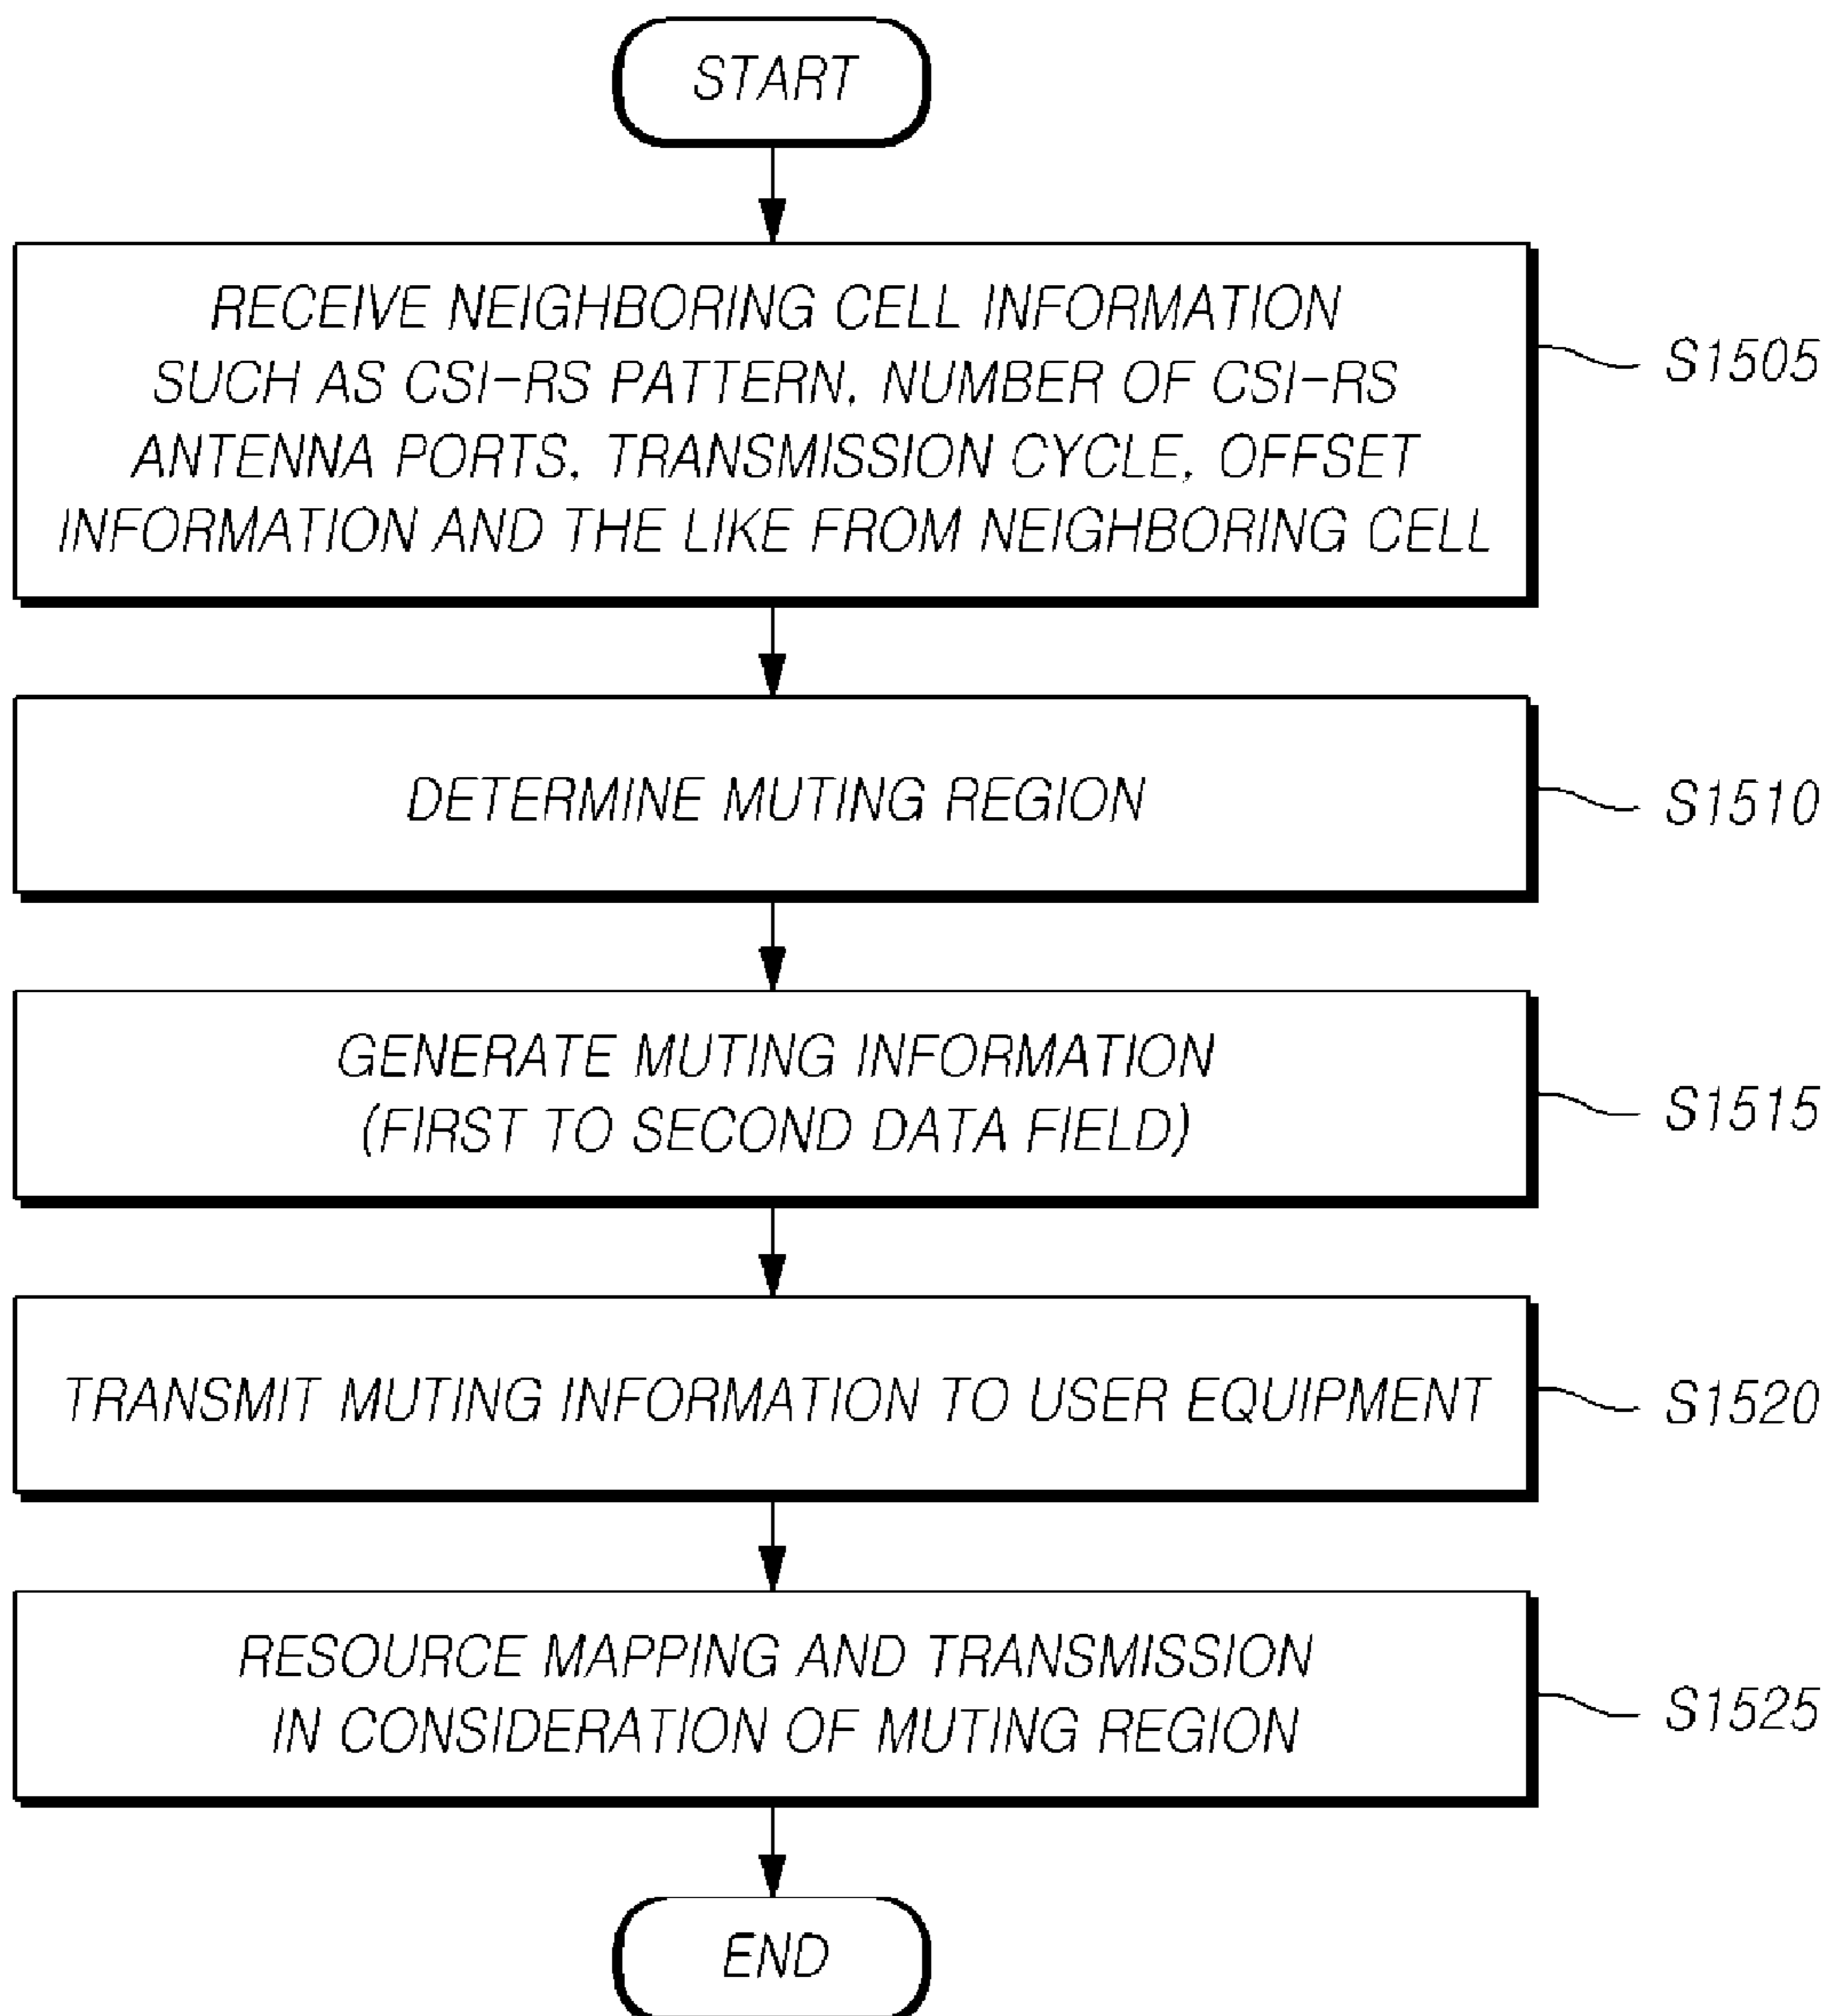 START
RECEIVE NEIGHBORING CELL INFORMATION
SUCH AS CSI-RS PATTERN, NUMBER OF CSI-RS
ANTENNA PORTS, TRANSMISSION CYCLE, OFFSET
INFORMATION AND THE LIKE FROM NEIGHBORING CELL
S1505
DETERMINE MUTING REGION
S1510
GENERATE MUTING INFORMATION
(FIRST TO SECOND DATA FIELD)
S1515
TRANSMIT MUTING INFORMATION TO USER EQUIPMENT
S1520
RESOURCE MAPPING AND TRANSMISSION
IN CONSIDERATION OF MUTING REGION
S1525
END